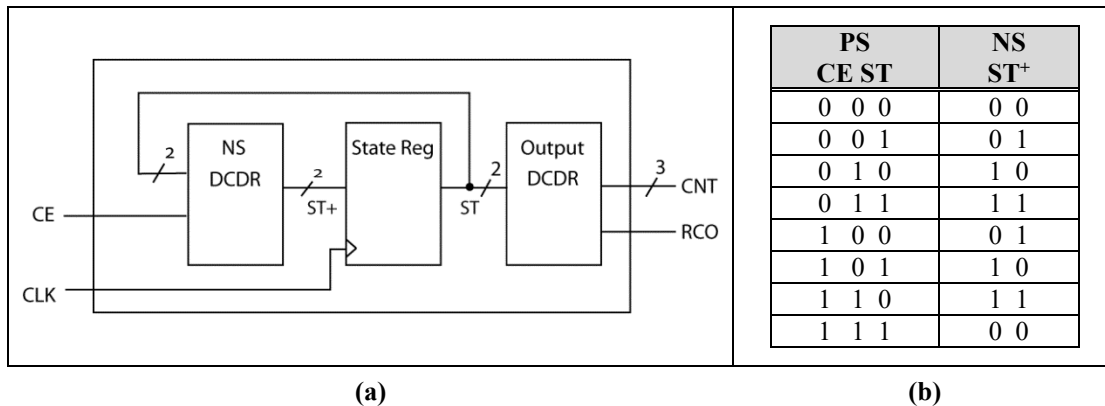 2
NS
DCDR
2
ST+
State Reg
ST
2
Output
DCDR
3
CNT
RCO
CE
CLK
(a)
PS NS
CE ST ST+
0 0 0 0 0
0 0 1 0 1
0 1 0 1 0
0 1 1 1 1
1 0 0 0 1
1 0 1 1 0
1 1 0 1 1
1 1 1 0 0
(b)